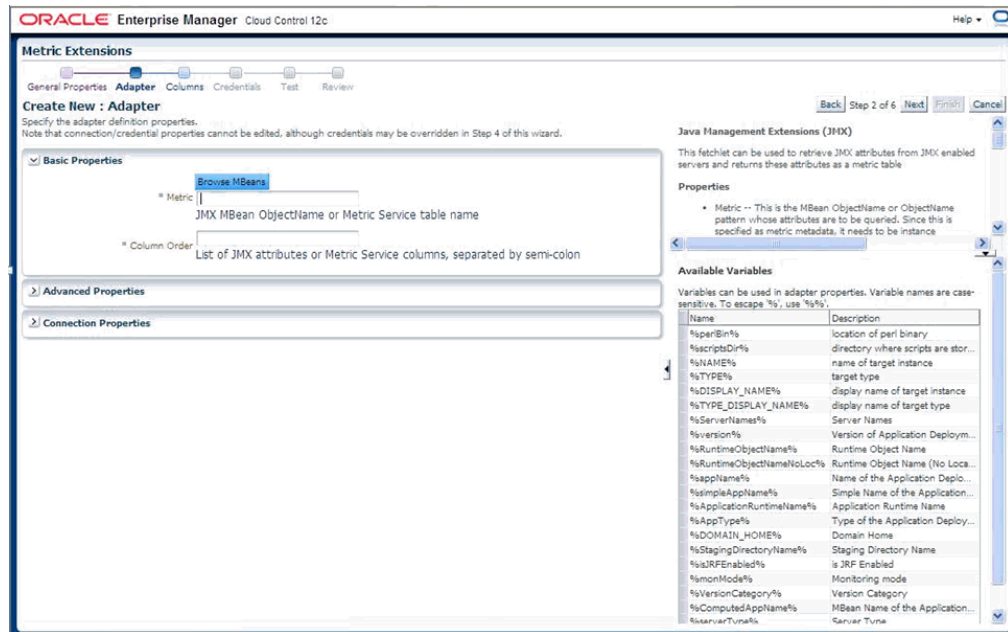 ORACLE Enterprise Manager Cloud Control 12c
Help
Metric Extensions
General Properties Adapter Columns Credentials Test Review
Create New : Adapter
Back Step 2 of 6 Next Finish Cancel
Specify the adapter definition properties.
Note that connection/credential properties cannot be edited, although credentials may be overridden in Step 4 of this wizard.
Basic Properties
Browse MBeans
* Metric
JMX MBean ObjectName or Metric Service table name
* Column Order
List of JMX attributes or Metric Service columns, separated by semi-colon
Advanced Properties
Connection Properties
Java Management Extensions (JMX)
This fetchlet can be used to retrieve JMX attributes from JMX enabled
servers and returns these attributes as a metric table
Properties
• Metric -- This is the MBean ObjectName or ObjectName
pattern whose attributes are to be queried. Since this is
specified as metric metadata, it needs to be instance
Available Variables
Variables can be used in adapter properties. Variable names are case-
sensitive. To escape '%', use '%%'.
Name Description
%perlBin% location of perl binary
%scriptsDir% directory where scripts are stor...
%NAME% name of target instance
%TYPE% target type
%DISPLAY_NAME% display name of target instance
%TYPE_DISPLAY_NAME% display name of target type
%ServerNames% Server Names
%version% Version of Application Deploym...
%RuntimeObjectName% Runtime Object Name
%RuntimeObjectNameNoLoc% Runtime Object Name (No Loca...
%appName% Name of the Application Deplo...
%simpleAppName% Simple Name of the Application...
%ApplicationRuntimeName% Application Runtime Name
%AppType% Type of the Application Deploy...
%DOMAIN_HOME% Domain Home
%StagingDirectoryName% Staging Directory Name
%isJRFEnabled% is JRF Enabled
%monMode% Monitoring mode
%VersionCategory% Version Category
%ComputedAppName% MBean Name of the Application...
%serverType% Server Type